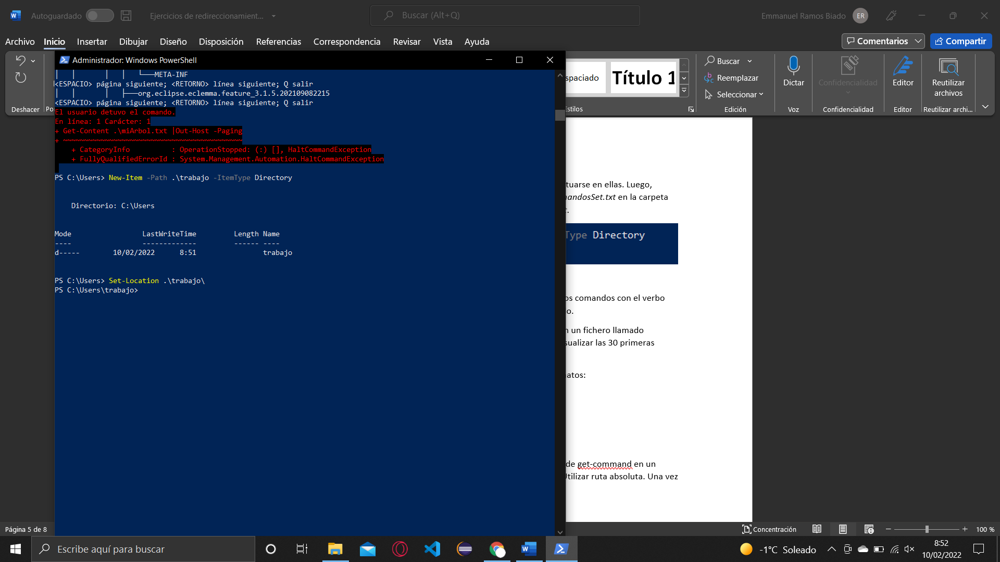 Autoguardado
Ejercicios de redireccionamient...
Buscar (Alt+Q)
Emmanuel Ramos Biado
ER
Archivo Inicio Insertar Dibujar Diseño Disposición Referencias Correspondencia Revisar Vista Ayuda
Comentarios
Compartir
Deshacer
Po
spaciado
Título 1
Estilos
Buscar
Reemplazar
Seleccionar
Edición
Dictar
Voz
Confidencialidad
Confidencialidad
Editor
Editor
Reutilizar
archivos
Reutilizar archi...
Administrador: Windows PowerShell
│   │       │   │   └───META-INF
<ESPACIO> página siguiente; <RETORNO> línea siguiente; Q salir
│   │       │   ├───org.eclipse.eclemma.feature_3.1.5.202109082215
<ESPACIO> página siguiente; <RETORNO> línea siguiente; Q salir
El usuario detuvo el comando.
En línea: 1 Carácter: 1
+ Get-Content .\miArbol.txt |Out-Host -Paging
+ ~~~~~~~~~~~~~~~~~~~~~~~~~~~~~~~~~~~~~~~~~~~
    + CategoryInfo          : OperationStopped: (:) [], HaltCommandException
    + FullyQualifiedErrorId : System.Management.Automation.HaltCommandException
PS C:\Users> New-Item -Path .\trabajo -ItemType Directory
    Directorio: C:\Users
Mode                 LastWriteTime         Length Name
----                 -------------         ------ ----
d-----        10/02/2022      8:51                trabajo
PS C:\Users> Set-Location .\trabajo\
PS C:\Users\trabajo>
tuarse en ellas. Luego,
mandosSet.txt en la carpeta
t.
Type Directory
os comandos con el verbo
o.
n un fichero llamado
sualizar las 30 primeras
atos:
de get-command en un
Utilizar ruta absoluta. Una vez
Página 5 de 8
Concentración
100 %
Escribe aquí para buscar
-1°C Soleado
8:52
10/02/2022